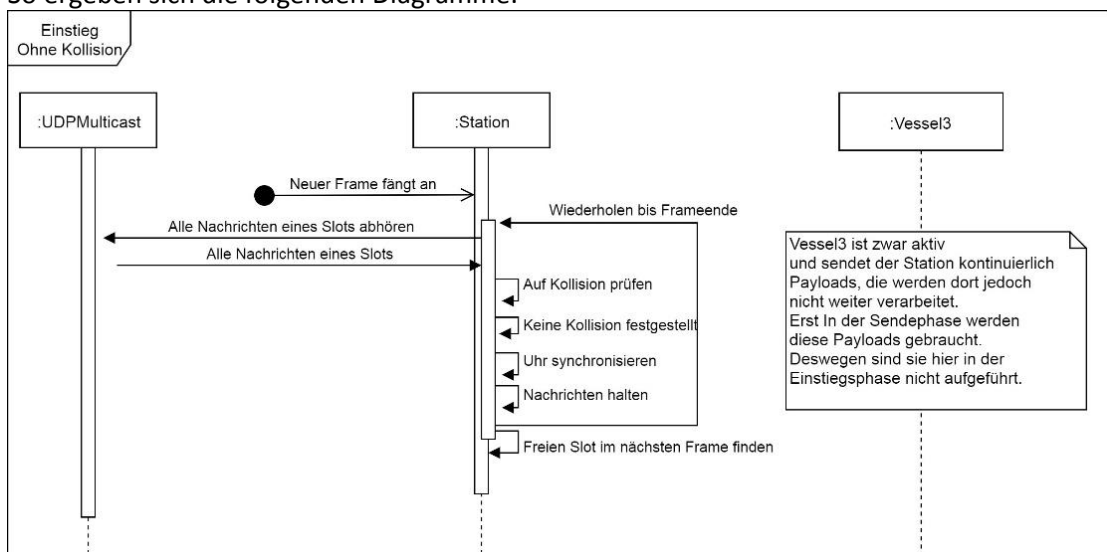 So ergeben sich die folgenden Diagramme:
Einstieg
Ohne Kollision
:UDPMulticast
:Station
:Vessel3
Neuer Frame fängt an
Wiederholen bis Frameende
Alle Nachrichten eines Slots abhören
Alle Nachrichten eines Slots
Auf Kollision prüfen
Keine Kollision festgestellt
Uhr synchronisieren
Nachrichten halten
Freien Slot im nächsten Frame finden
Vessel3 ist zwar aktiv
und sendet der Station kontinuierlich
Payloads, die werden dort jedoch
nicht weiter verarbeitet.
Erst In der Sendephase werden
diese Payloads gebraucht.
Deswegen sind sie hier in der
Einstiegsphase nicht aufgeführt.